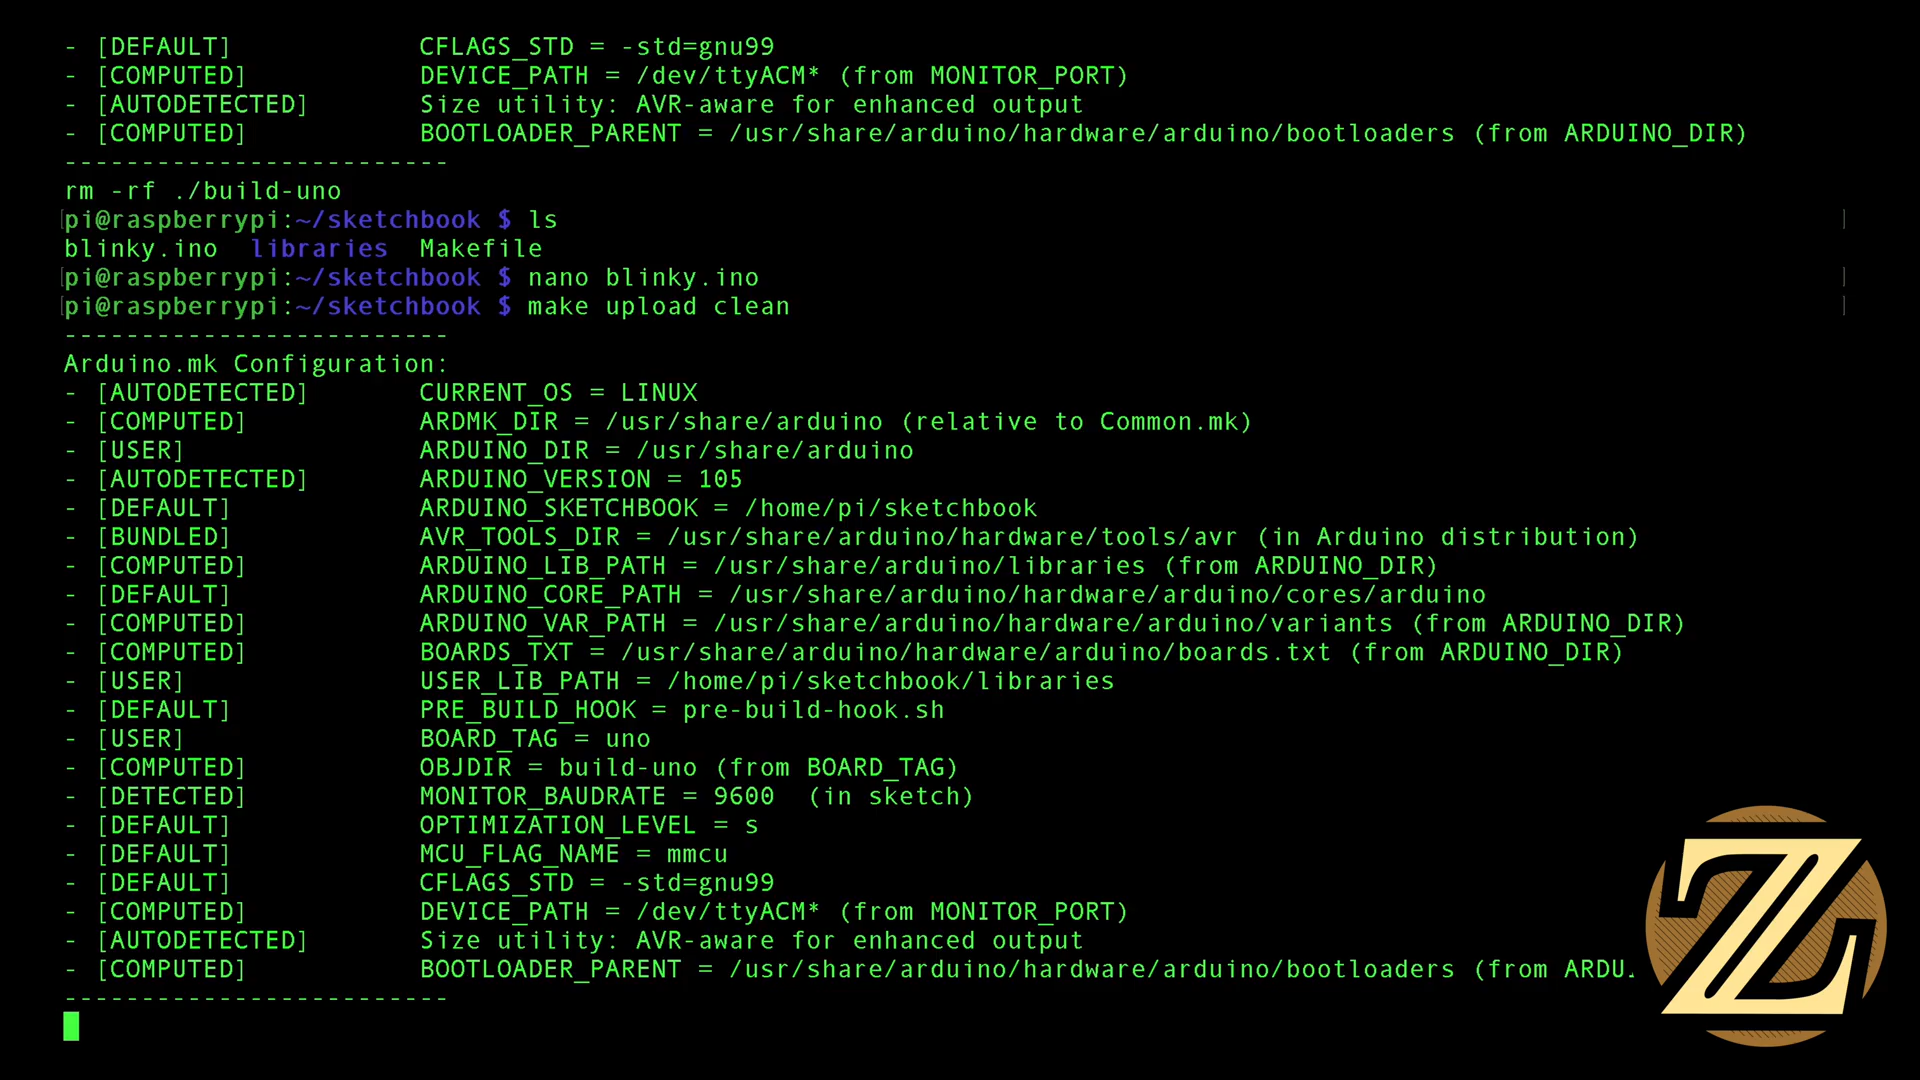 - [DEFAULT] CFLAGS_STD = -std=gnu99
- [COMPUTED] DEVICE_PATH = /dev/ttyACM* (from MONITOR_PORT)
- [AUTODETECTED] Size utility: AVR-aware for enhanced output
- [COMPUTED] BOOTLOADER_PARENT = /usr/share/arduino/hardware/arduino/bootloaders (from ARDUINO_DIR)
-------------------------
rm -rf ./build-uno
pi@raspberrypi:~/sketchbook $ ls
blinky.ino libraries Makefile
pi@raspberrypi:~/sketchbook $ nano blinky.ino
pi@raspberrypi:~/sketchbook $ make upload clean
-------------------------
Arduino.mk Configuration:
- [AUTODETECTED] CURRENT_OS = LINUX
- [COMPUTED] ARDMK_DIR = /usr/share/arduino (relative to Common.mk)
- [USER] ARDUINO_DIR = /usr/share/arduino
- [AUTODETECTED] ARDUINO_VERSION = 105
- [DEFAULT] ARDUINO_SKETCHBOOK = /home/pi/sketchbook
- [BUNDLED] AVR_TOOLS_DIR = /usr/share/arduino/hardware/tools/avr (in Arduino distribution)
- [COMPUTED] ARDUINO_LIB_PATH = /usr/share/arduino/libraries (from ARDUINO_DIR)
- [DEFAULT] ARDUINO_CORE_PATH = /usr/share/arduino/hardware/arduino/cores/arduino
- [COMPUTED] ARDUINO_VAR_PATH = /usr/share/arduino/hardware/arduino/variants (from ARDUINO_DIR)
- [COMPUTED] BOARDS_TXT = /usr/share/arduino/hardware/arduino/boards.txt (from ARDUINO_DIR)
- [USER] USER_LIB_PATH = /home/pi/sketchbook/libraries
- [DEFAULT] PRE_BUILD_HOOK = pre-build-hook.sh
- [USER] BOARD_TAG = uno
- [COMPUTED] OBJDIR = build-uno (from BOARD_TAG)
- [DETECTED] MONITOR_BAUDRATE = 9600 (in sketch)
- [DEFAULT] OPTIMIZATION_LEVEL = s
- [DEFAULT] MCU_FLAG_NAME = mmcu
- [DEFAULT] CFLAGS_STD = -std=gnu99
- [COMPUTED] DEVICE_PATH = /dev/ttyACM* (from MONITOR_PORT)
- [AUTODETECTED] Size utility: AVR-aware for enhanced output
- [COMPUTED] BOOTLOADER_PARENT = /usr/share/arduino/hardware/arduino/bootloaders (from ARDU
-------------------------
Z